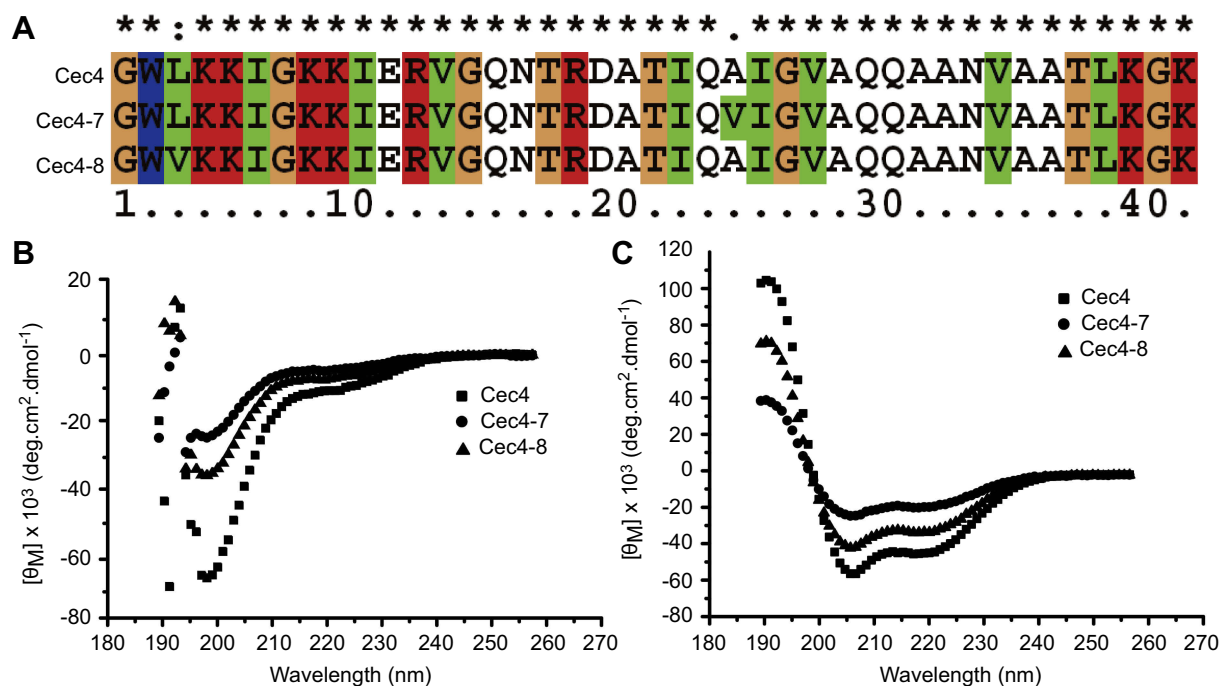 A
**:********************.*****************
Cec4 GWLKKIGKKIERVGQNTRDATIQAIGVAQQAANVAATLKGK
Cec4-7 GWLKKIGKKIERVGQNTRDATIQVIGVAQQAANVAATLKGK
Cec4-8 GWVKKIGKKIERVGQNTRDATIQAIGVAQQAANVAATLKGK
1.......10........20........30........40.
B
20
0
-20
-40
-60
-80
180 190 200 210 220 230 240 250 260 270
[θM] x 10³ (deg.cm².dmol⁻¹)
Wavelength (nm)
Cec4
Cec4-7
Cec4-8
C
120
100
80
60
40
20
0
-20
-40
-60
-80
180 190 200 210 220 230 240 250 260 270
[θM] x 10³ (deg.cm².dmol⁻¹)
Wavelength (nm)
Cec4
Cec4-7
Cec4-8